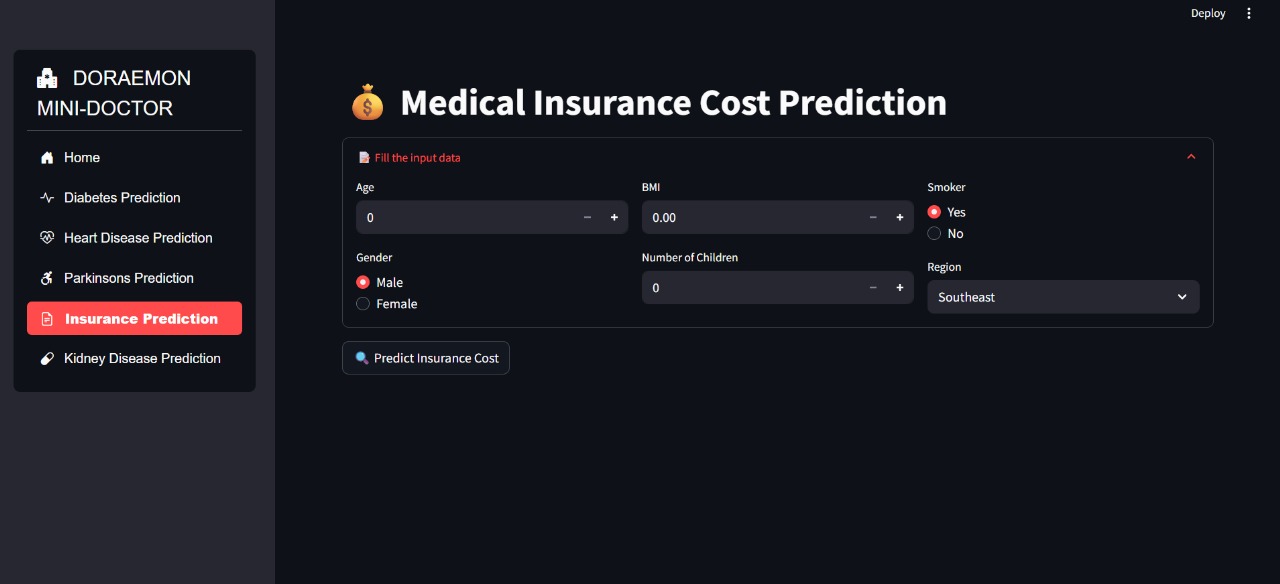 Deploy
DORAEMON
MINI-DOCTOR
Home
Diabetes Prediction
Heart Disease Prediction
Parkinsons Prediction
Insurance Prediction
Kidney Disease Prediction
Medical Insurance Cost Prediction
Fill the input data
Age
0
BMI
0.00
Smoker
Yes
No
Gender
Male
Female
Number of Children
0
Region
Southeast
Predict Insurance Cost